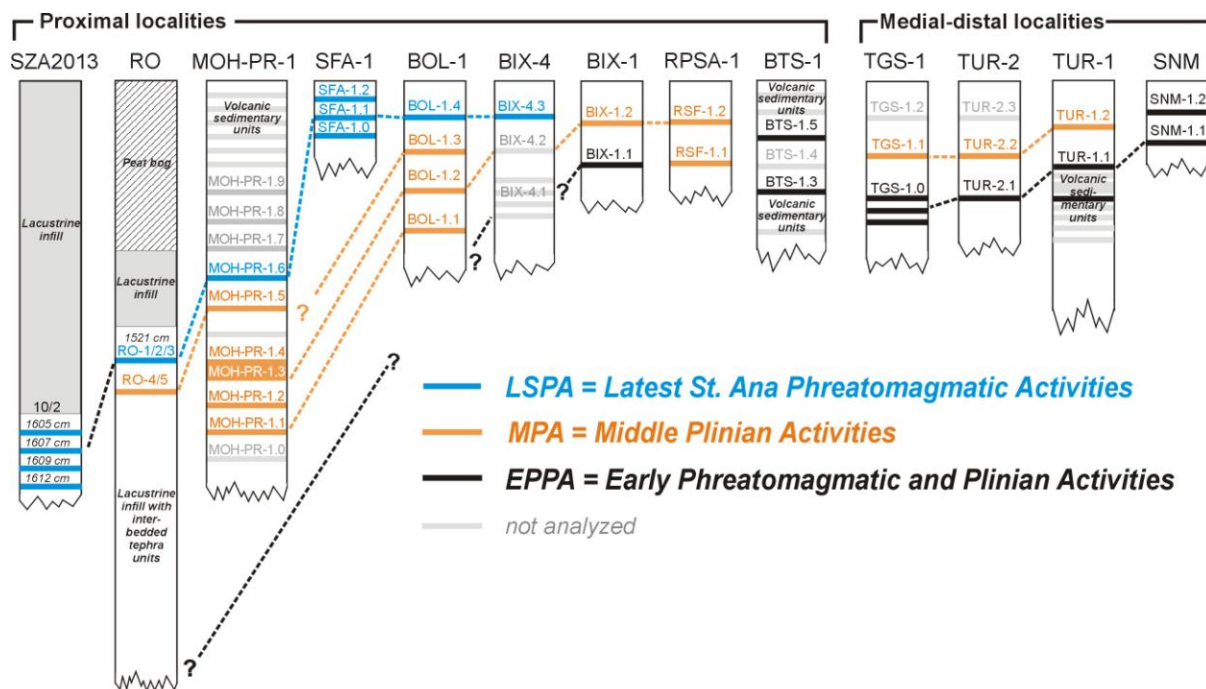 Proximal localities
Medial-distal localities
SZA2013
RO
MOH-PR-1
SFA-1
BOL-1
BIX-4
BIX-1
RPSA-1
BTS-1
TGS-1
TUR-2
TUR-1
SNM
Lacustrine
infill
10/2
1605 cm
1607 cm
1609 cm
1612 cm
Peat bog
Lacustrine
infill
1521 cm
RO-1/2/3
RO-4/5
Lacustrine
infill with
inter-
bedded
tephra
units
?
Volcanic
sedimentary
units
MOH-PR-1.9
MOH-PR-1.8
MOH-PR-1.7
MOH-PR-1.6
MOH-PR-1.5
MOH-PR-1.4
MOH-PR-1.3
MOH-PR-1.2
MOH-PR-1.1
MOH-PR-1.0
?
?
SFA-1.2
SFA-1.1
SFA-1.0
BOL-1.4
BOL-1.3
BOL-1.2
BOL-1.1
?
BIX-4.3
BIX-4.2
BIX-4.1
?
BIX-1.2
BIX-1.1
RSF-1.2
RSF-1.1
Volcanic
sedimentary
units
BTS-1.5
BTS-1.4
BTS-1.3
Volcanic
sedimentary
units
TGS-1.2
TGS-1.1
TGS-1.0
TUR-2.3
TUR-2.2
TUR-2.1
TUR-1.2
TUR-1.1
Volcanic
sedi-
mentary
units
SNM-1.2
SNM-1.1
LSPA = Latest St. Ana Phreatomagmatic Activities
MPA = Middle Plinian Activities
EPPA = Early Phreatomagmatic and Plinian Activities
not analyzed